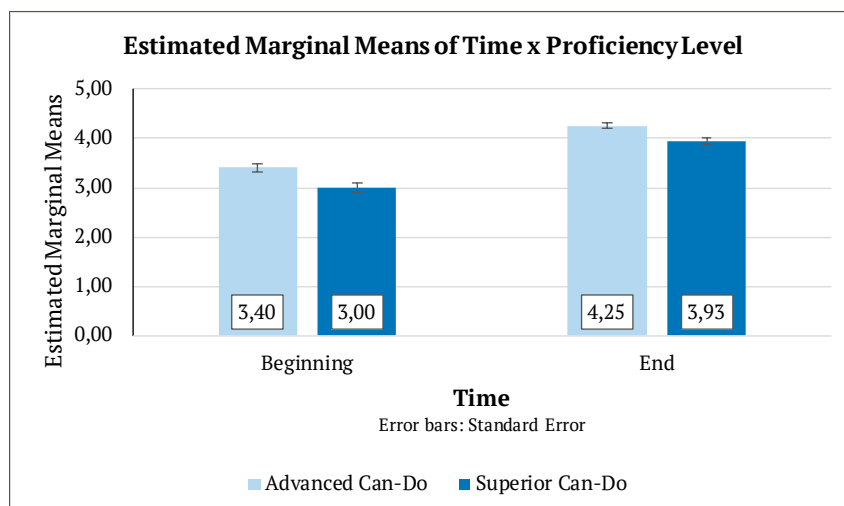 Estimated Marginal Means of Time x Proficiency Level
Estimated Marginal Means
5,00
4,00
3,00
2,00
1,00
0,00
3,40
3,00
4,25
3,93
Beginning
End
Time
Error bars: Standard Error
Advanced Can-Do
Superior Can-Do